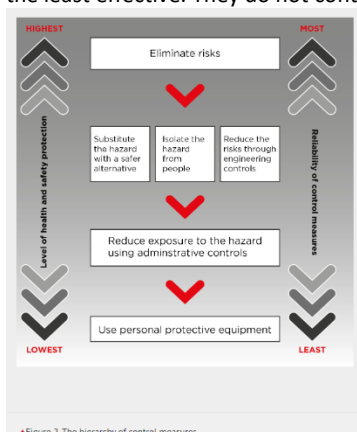 the least effective. They do not cont
HIGHEST
MOST
Eliminate risks
Substitute
the hazard
with a safer
alternative
Isolate the
hazard
from
people
Reduce the
risks through
engineering
controls
Level of health and safety protection
Reliability of control measures
Reduce exposure to the hazard
using adminstrative controls
Use personal protective equipment
LOWEST
LEAST
Figure 2. The hierarchy of control measures